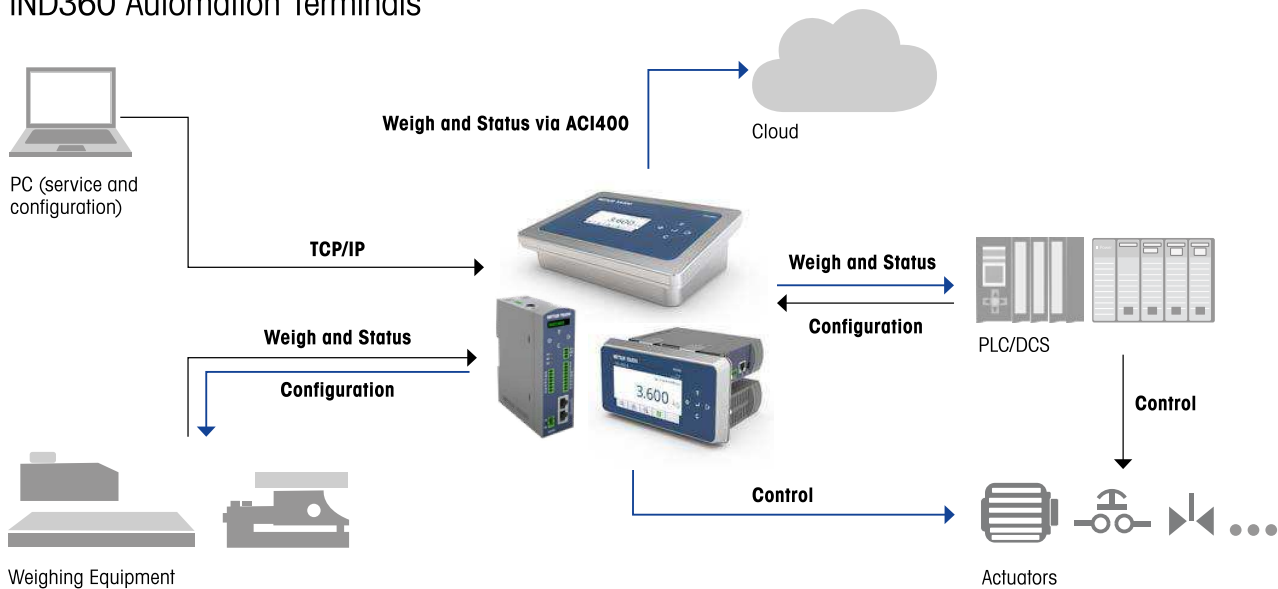 IND360 Automation Terminals
Weigh and Status via ACI400
Cloud
PC (service and
configuration)
TCP/IP
Weigh and Status
Configuration
PLC/DCS
Weigh and Status
Configuration
Control
Control
3.600
Weighing Equipment
Actuators